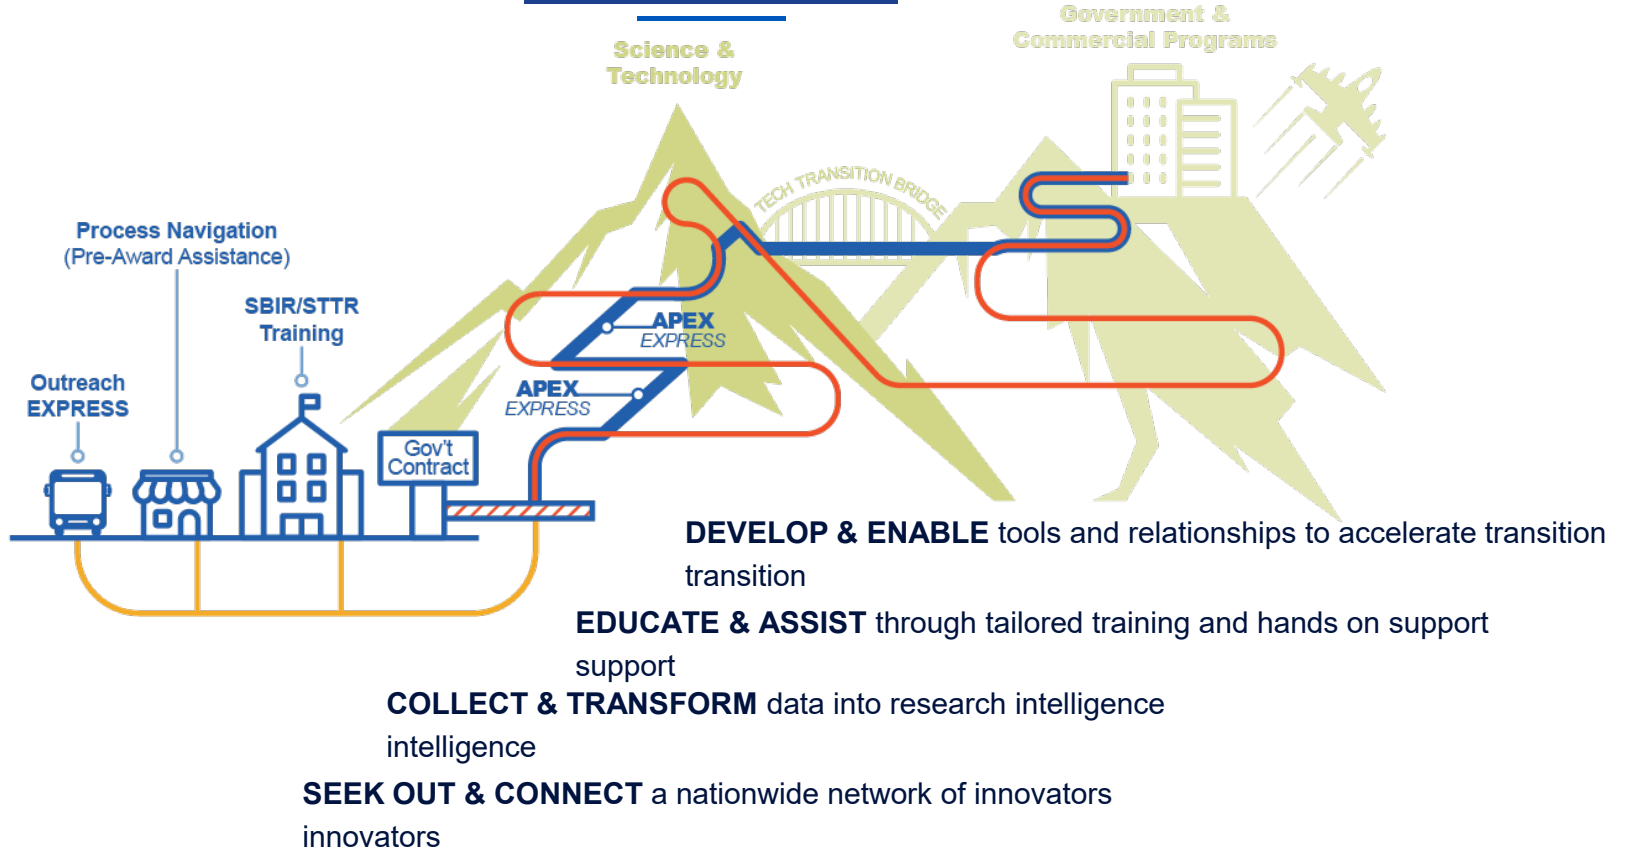 Government &
Commercial Programs
Science &
Technology
TECH TRANSITION BRIDGE
Process Navigation
(Pre-Award Assistance)
SBIR/STTR
Training
APEX
EXPRESS
Outreach
EXPRESS
APEX
EXPRESS
Gov't
Contract
DEVELOP & ENABLE tools and relationships to accelerate transition
transition
EDUCATE & ASSIST through tailored training and hands on support
support
COLLECT & TRANSFORM data into research intelligence
intelligence
SEEK OUT & CONNECT a nationwide network of innovators
innovators